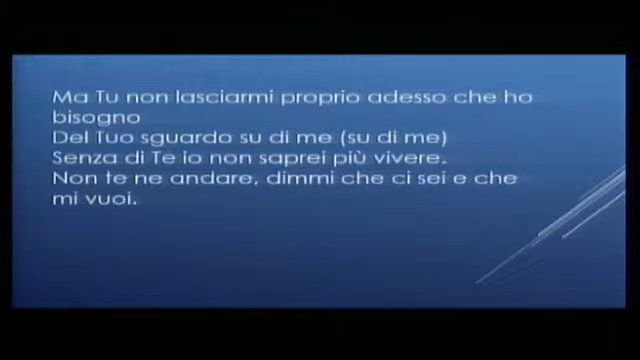 Ma Tu non lasciarmi proprio adesso che ho
bisogno
Del Tuo sguardo su di me (su di me)
Senza di Te io non saprei più vivere.
Non te ne andare, dimmi che ci sei e che
mi vuoi.